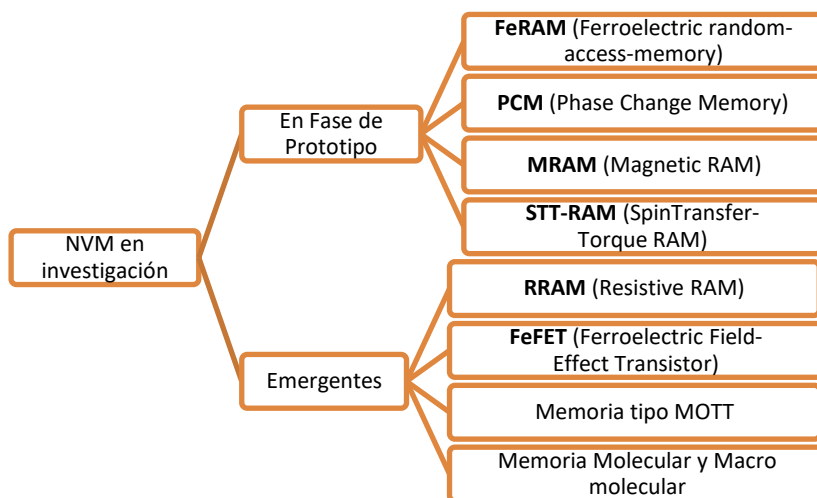 NVM en
investigación
En Fase de
Prototipo
FeRAM (Ferroelectric random-
access-memory)
PCM (Phase Change Memory)
MRAM (Magnetic RAM)
STT-RAM (SpinTransfer-
Torque RAM)
Emergentes
RRAM (Resistive RAM)
FeFET (Ferroelectric Field-
Effect Transistor)
Memoria tipo MOTT
Memoria Molecular y Macro
molecular